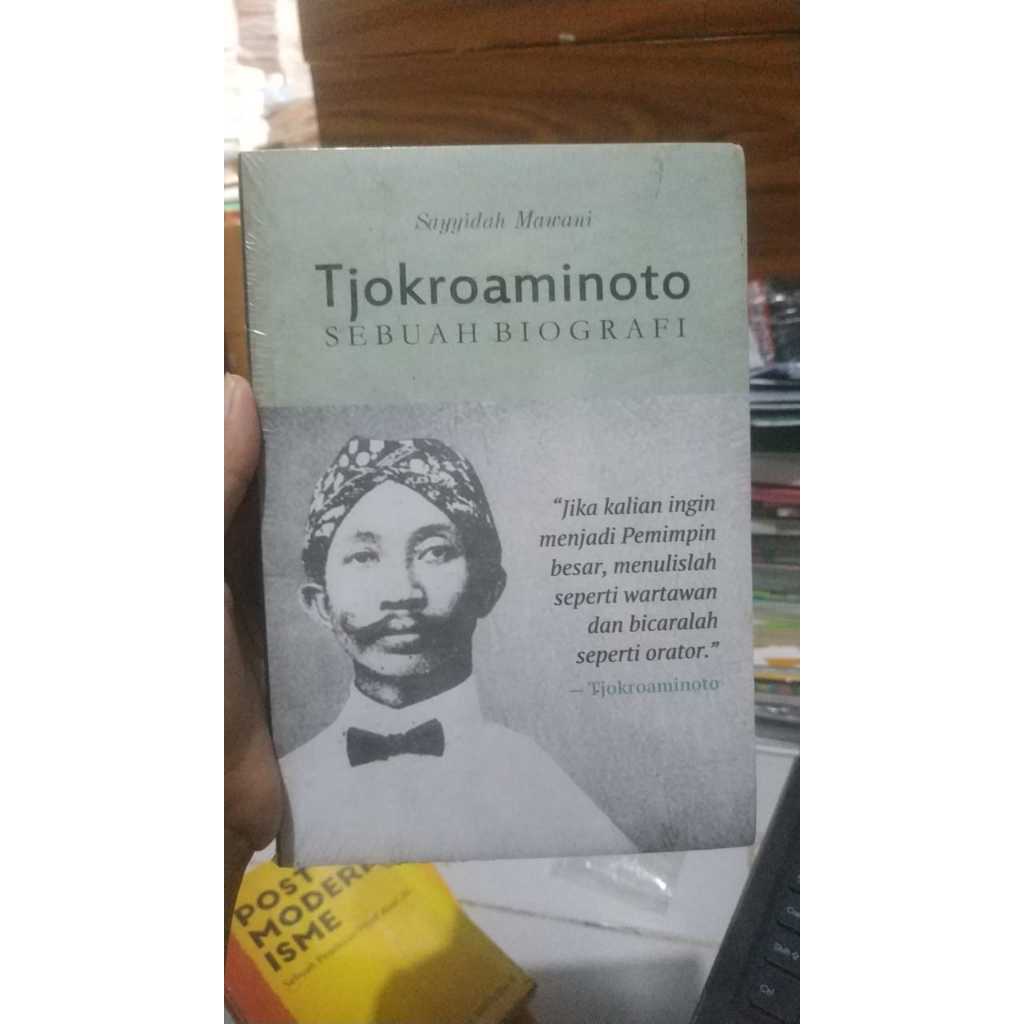 Sayyidah Mawani
Tjokroaminoto
SEBUAH BIOGRAFI
“Jika kalian ingin
menjadi Pemimpin
besar, menulislah
seperti wartawan
dan bicaralah
seperti orator.”
— Tjokroaminoto
POST
MODERN
ISME
Sebuah